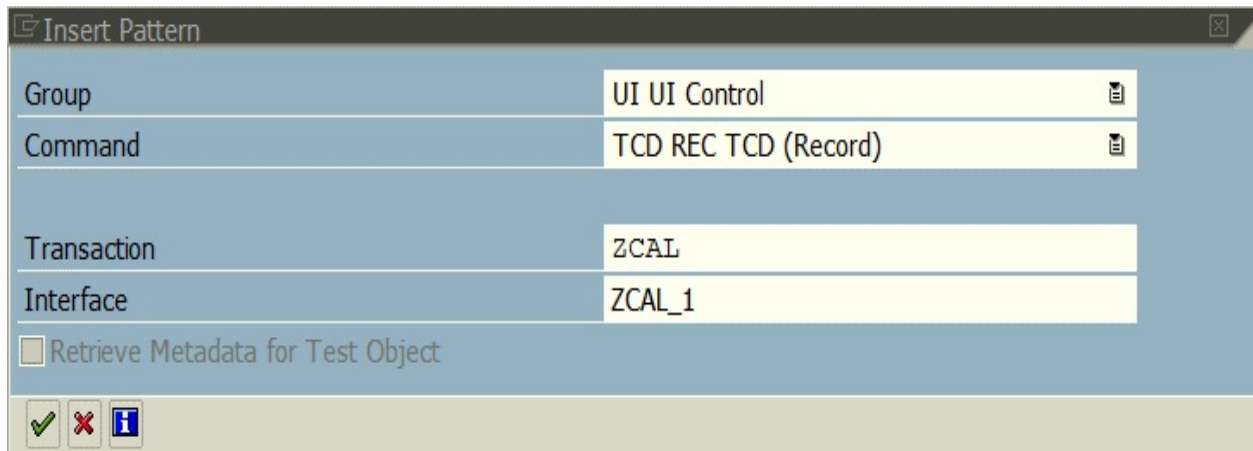 Insert Pattern
Group UI UI Control
Command TCD REC TCD (Record)
Transaction ZCAL
Interface ZCAL_1
Retrieve Metadata for Test Object